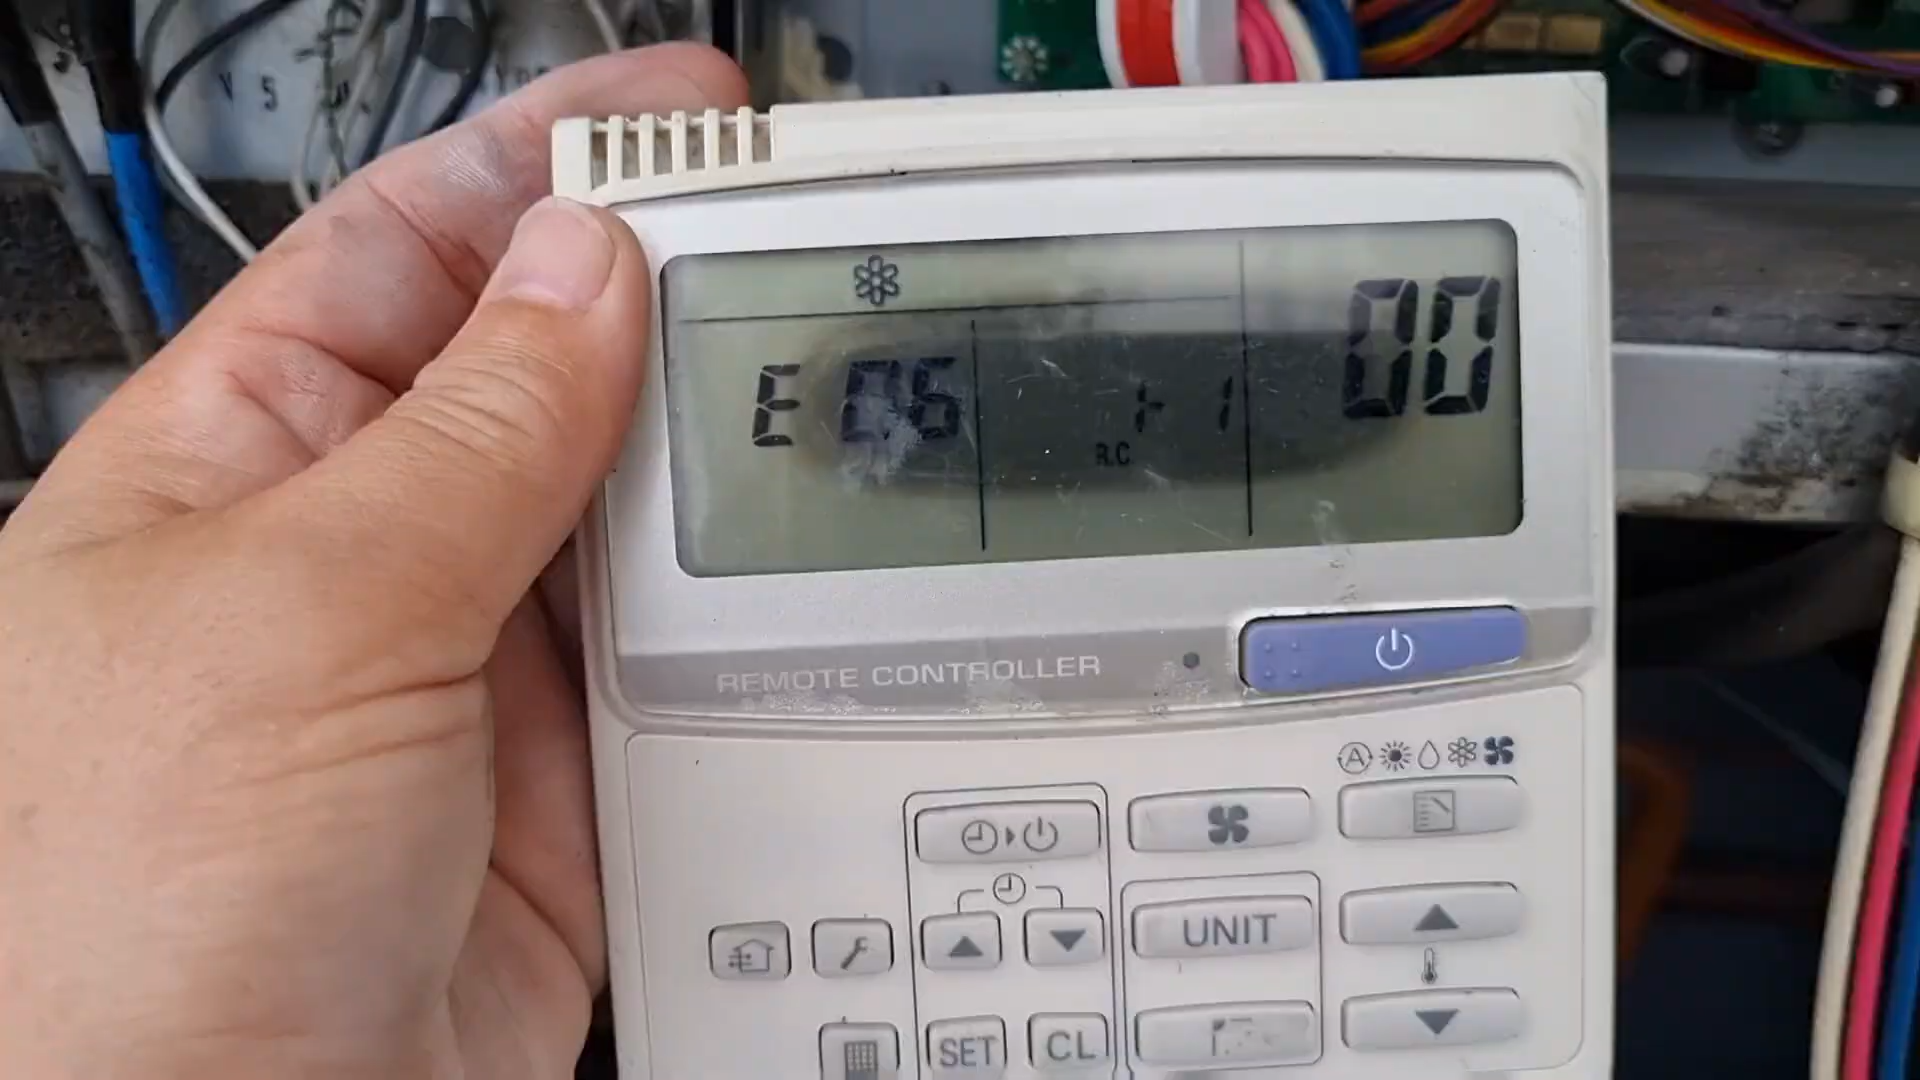 E 06
R.C
1
00
REMOTE CONTROLLER
A
UNIT
SET
CL